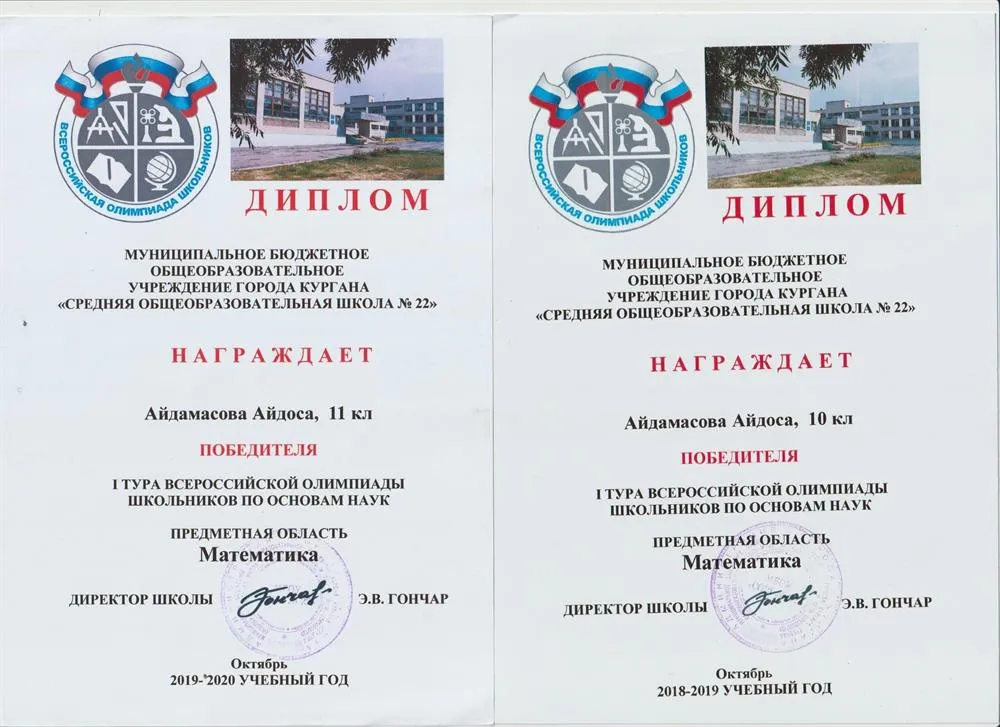 ВСЕРОССИЙСКАЯ ОЛИМПИАДА ШКОЛЬНИКОВ
ДИПЛОМ
МУНИЦИПАЛЬНОЕ БЮДЖЕТНОЕ
ОБЩЕОБРАЗОВАТЕЛЬНОЕ
УЧРЕЖДЕНИЕ ГОРОДА КУРГАНА
«СРЕДНЯЯ ОБЩЕОБРАЗОВАТЕЛЬНАЯ ШКОЛА № 22»
НАГРАЖДАЕТ
Айдамасова Айдоса, 11 кл
ПОБЕДИТЕЛЯ
I ТУРА ВСЕРОССИЙСКОЙ ОЛИМПИАДЫ
ШКОЛЬНИКОВ ПО ОСНОВАМ НАУК
ПРЕДМЕТНАЯ ОБЛАСТЬ
Математика
ДИРЕКТОР ШКОЛЫ Гончар Э.В. ГОНЧАР
Октябрь
2019-2020 УЧЕБНЫЙ ГОД
ВСЕРОССИЙСКАЯ ОЛИМПИАДА ШКОЛЬНИКОВ
ДИПЛОМ
МУНИЦИПАЛЬНОЕ БЮДЖЕТНОЕ
ОБЩЕОБРАЗОВАТЕЛЬНОЕ
УЧРЕЖДЕНИЕ ГОРОДА КУРГАНА
«СРЕДНЯЯ ОБЩЕОБРАЗОВАТЕЛЬНАЯ ШКОЛА № 22»
НАГРАЖДАЕТ
Айдамасова Айдоса, 10 кл
ПОБЕДИТЕЛЯ
I ТУРА ВСЕРОССИЙСКОЙ ОЛИМПИАДЫ
ШКОЛЬНИКОВ ПО ОСНОВАМ НАУК
ПРЕДМЕТНАЯ ОБЛАСТЬ
Математика
ДИРЕКТОР ШКОЛЫ Гончар Э.В. ГОНЧАР
Октябрь
2018-2019 УЧЕБНЫЙ ГОД